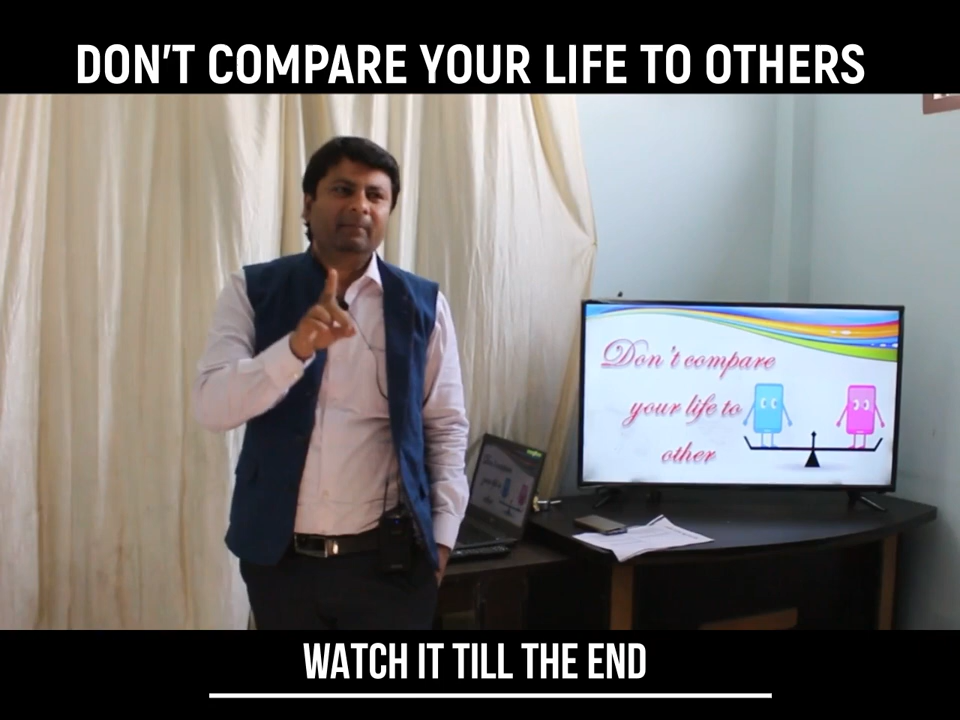 DON'T COMPARE YOUR LIFE TO OTHERS
Don't compare
your life to
other
WATCH IT TILL THE END